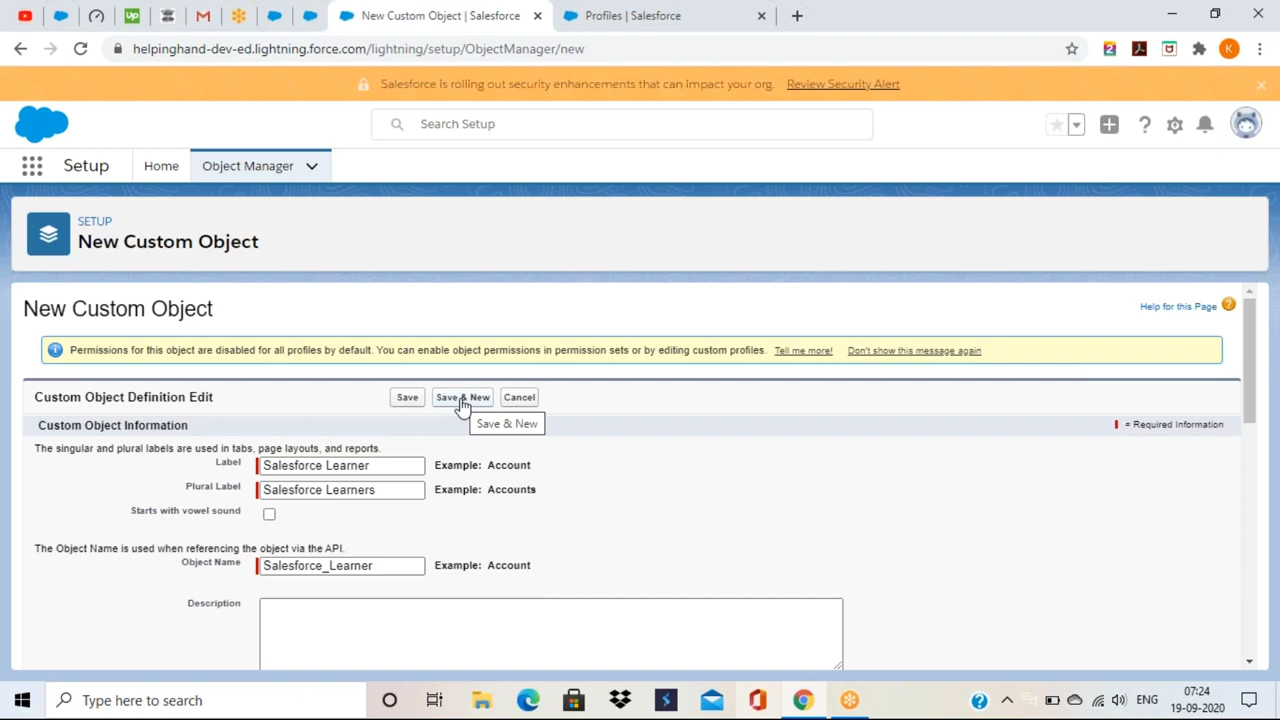 New Custom Object | Salesforce
Profiles | Salesforce
helpinghand-dev-ed.lightning.force.com/lightning/setup/ObjectManager/new
K
Salesforce is rolling out security enhancements that can impact your org. Review Security Alert
Search Setup
Setup
Home
Object Manager
SETUP
New Custom Object
New Custom Object
Help for this Page
Permissions for this object are disabled for all profiles by default. You can enable object permissions in permission sets or by editing custom profiles. Tell me more! Don't show this message again
Custom Object Definition Edit
Save
Save & New
Cancel
Save & New
Custom Object Information
= Required Information
The singular and plural labels are used in tabs, page layouts, and reports.
Label
Salesforce Learner
Example: Account
Plural Label
Salesforce Learners
Example: Accounts
Starts with vowel sound
The Object Name is used when referencing the object via the API.
Object Name
Salesforce_Learner
Example: Account
Description
Type here to search
ENG
07:24
19-09-2020